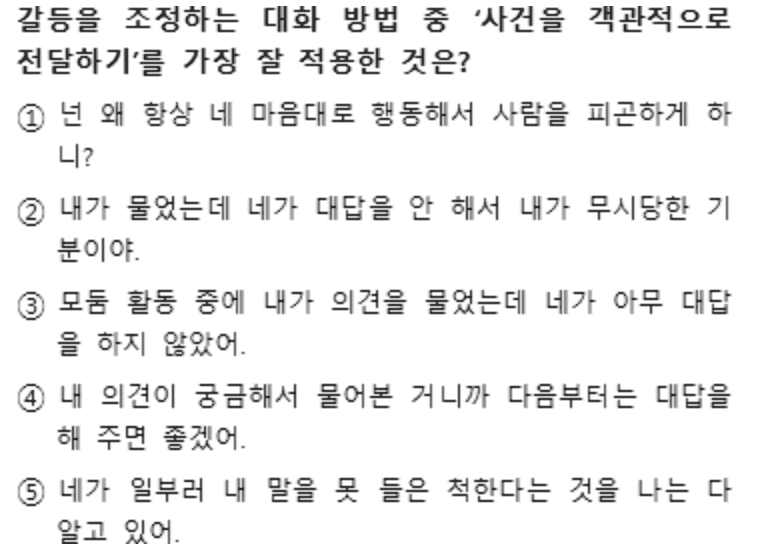 갈등을 조정하는 대화 방법 중 ‘사건을 객관적으로
전달하기’를 가장 잘 적용한 것은?
① 넌 왜 항상 네 마음대로 행동해서 사람을 피곤하게 하
니?
② 내가 물었는데 네가 대답을 안 해서 내가 무시당한 기
분이야.
③ 모둠 활동 중에 내가 의견을 물었는데 네가 아무 대답
을 하지 않았어.
④ 내 의견이 궁금해서 물어본 거니까 다음부터는 대답을
해 주면 좋겠어.
⑤ 네가 일부러 내 말을 못 들은 척한다는 것을 나는 다
알고 있어.